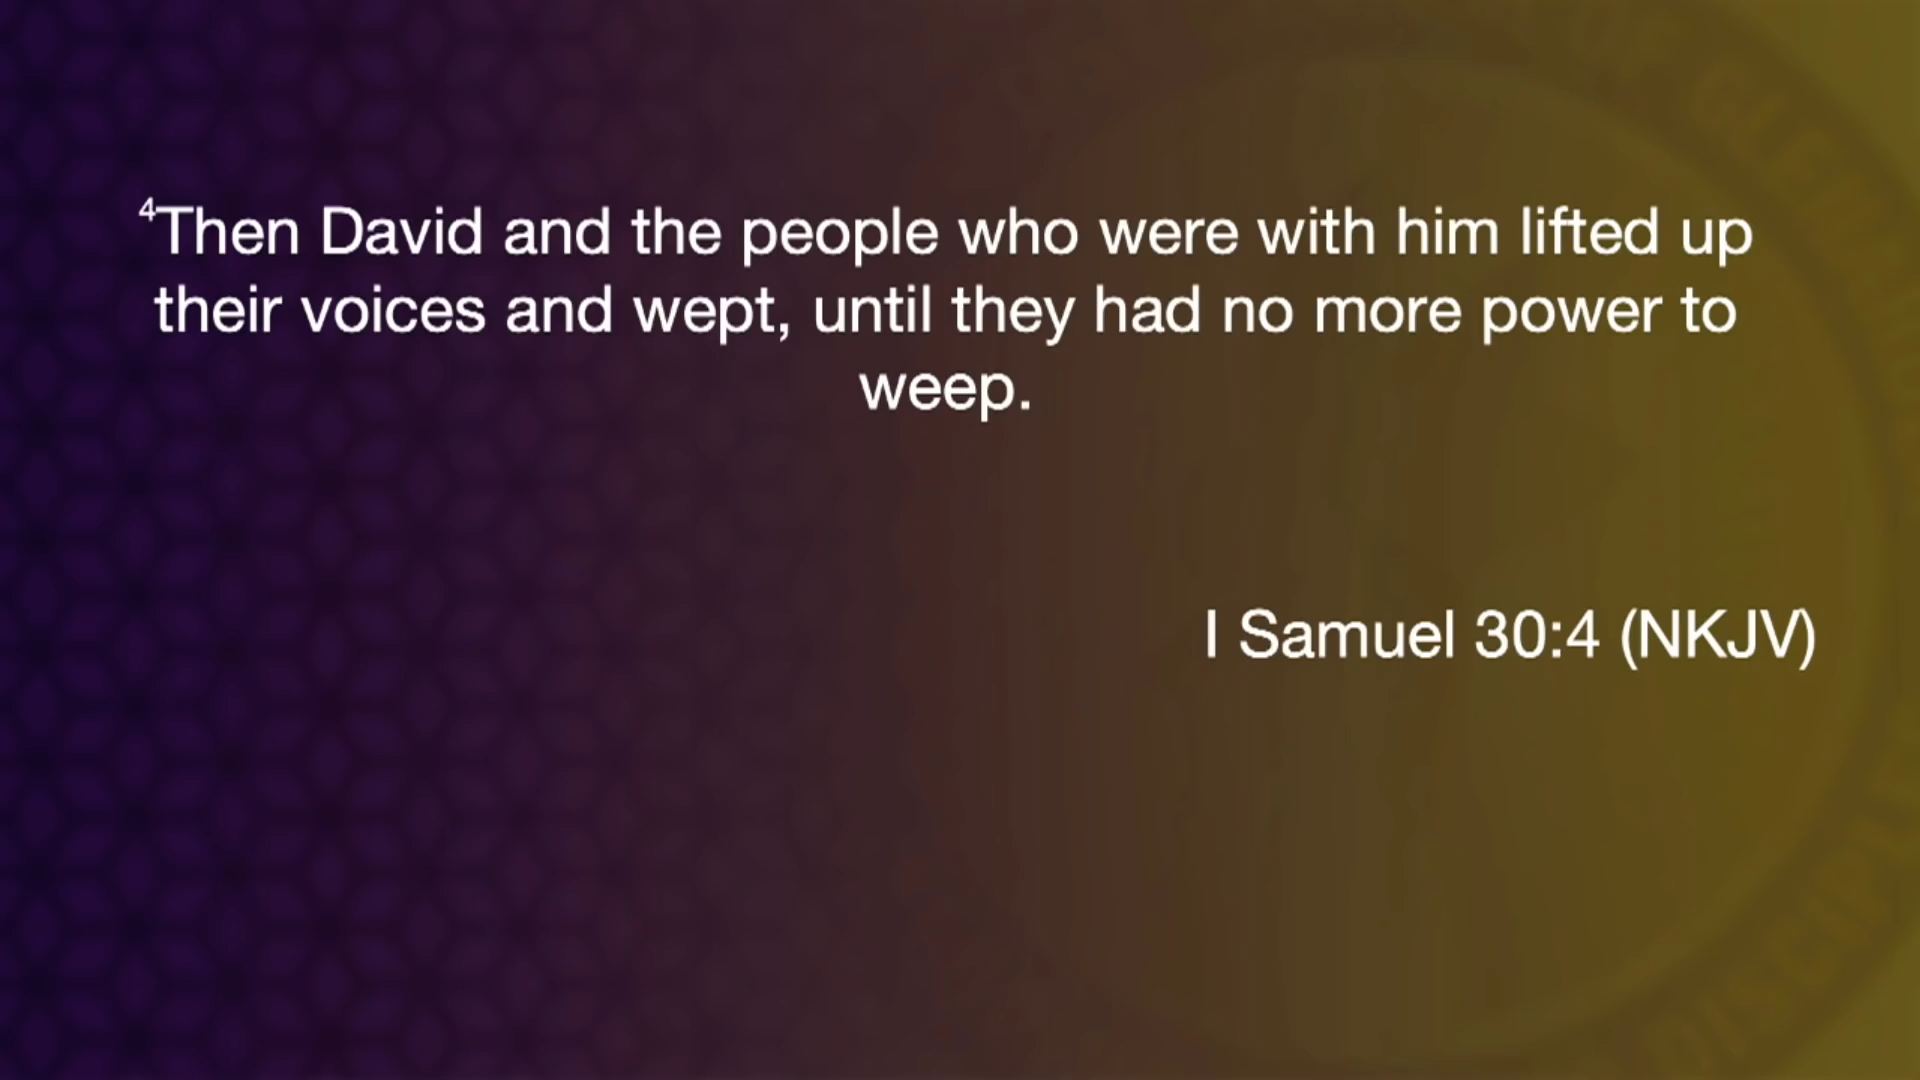 ⁴Then David and the people who were with him lifted up
their voices and wept, until they had no more power to
weep.
I Samuel 30:4 (NKJV)